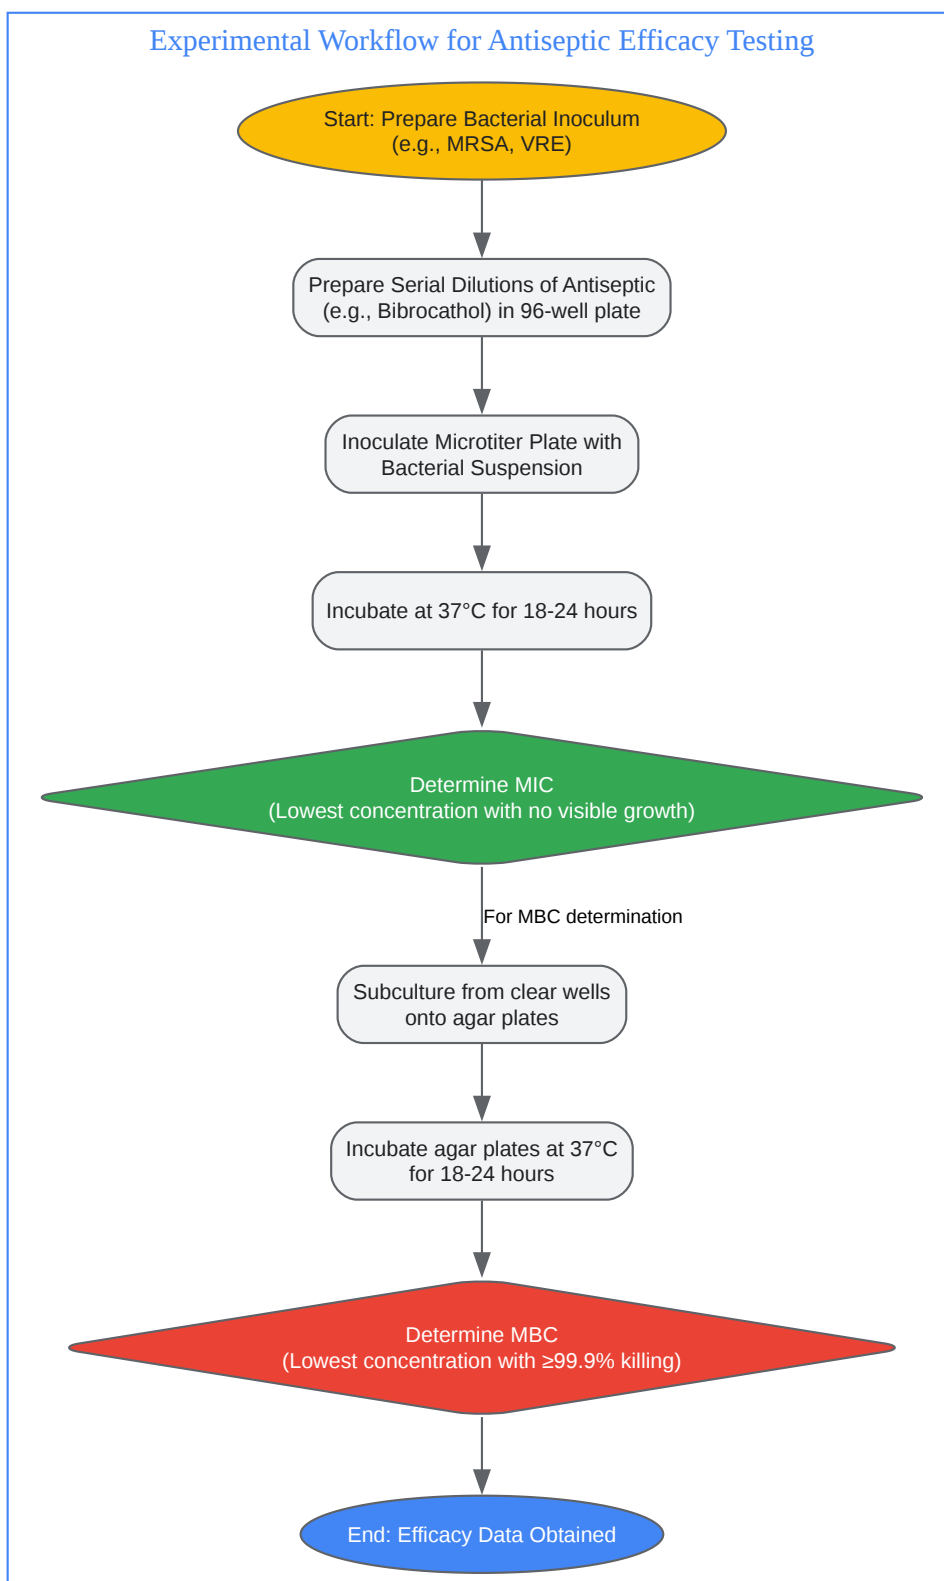 Experimental Workflow for Antiseptic Efficacy Testing
Start: Prepare Bacterial Inoculum
(e.g., MRSA, VRE)
Prepare Serial Dilutions of Antiseptic
(e.g., Bibrocathol) in 96-well plate
Inoculate Microtiter Plate with
Bacterial Suspension
Incubate at 37°C for 18-24 hours
Determine MIC
(Lowest concentration with no visible growth)
For MBC determination
Subculture from clear wells
onto agar plates
Incubate agar plates at 37°C
for 18-24 hours
Determine MBC
(Lowest concentration with ≥99.9% killing)
End: Efficacy Data Obtained